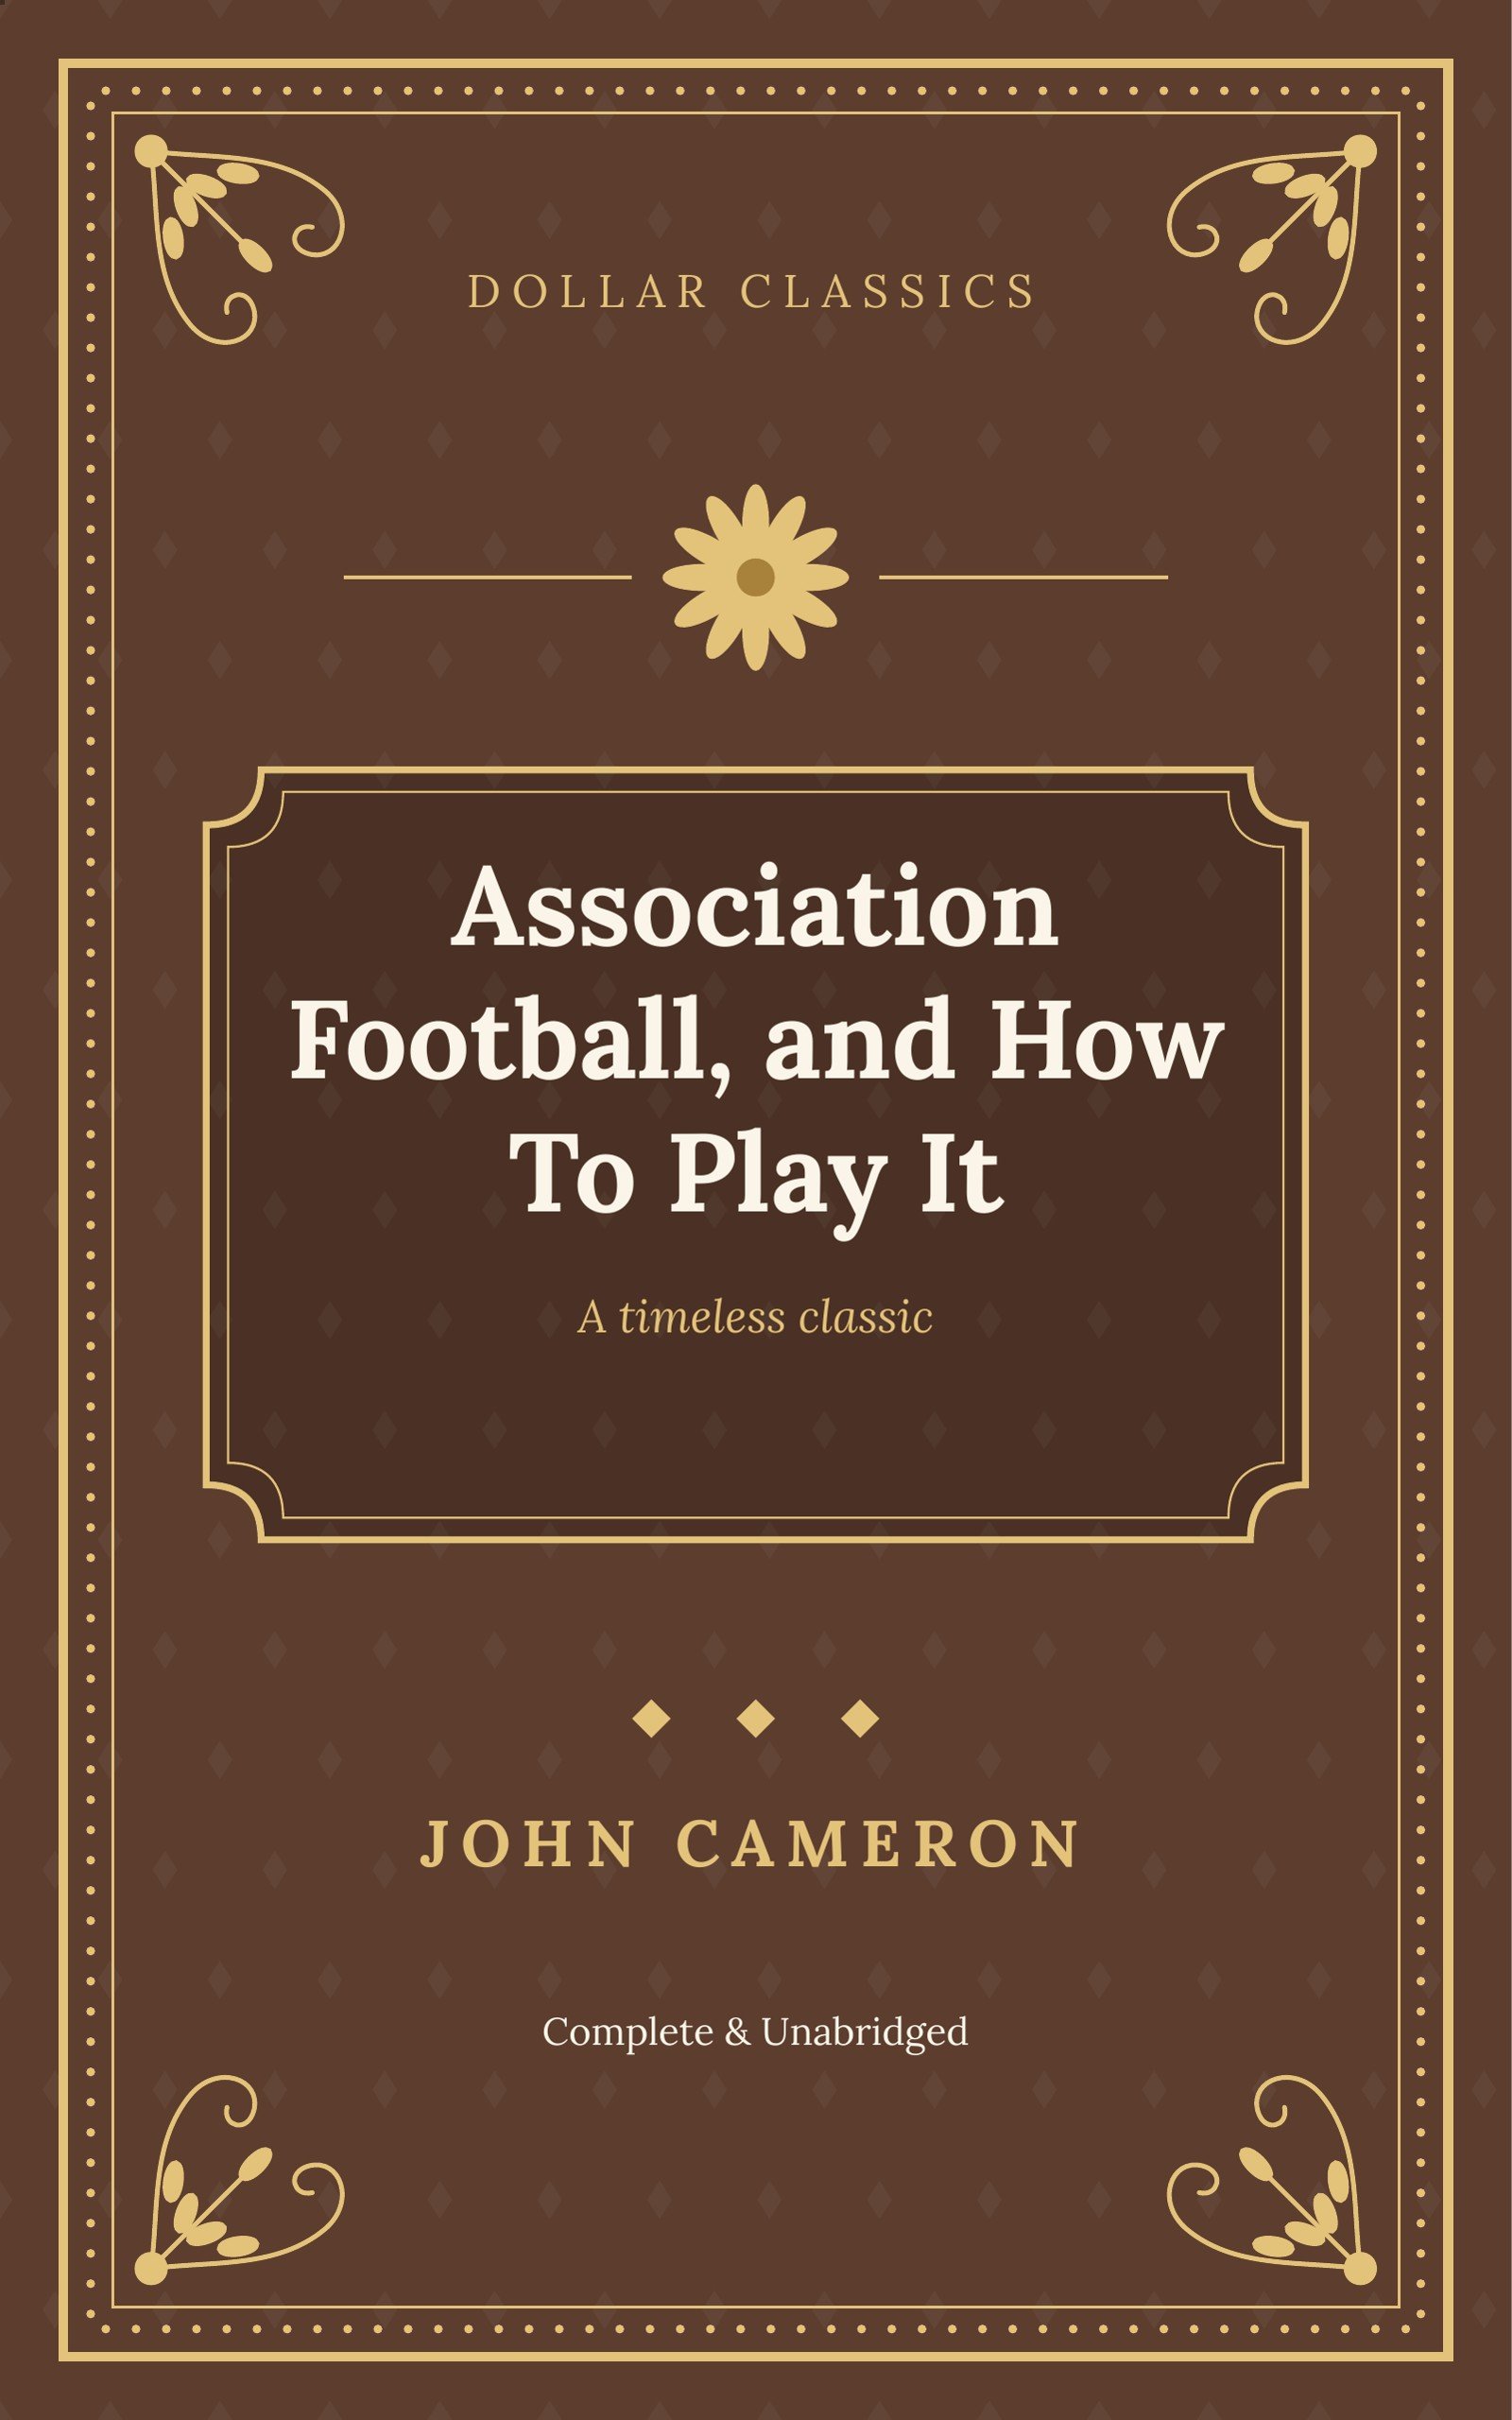 DOLLAR CLASSICS
Association
Football, and How
To Play It
A timeless classic
JOHN CAMERON
Complete & Unabridged